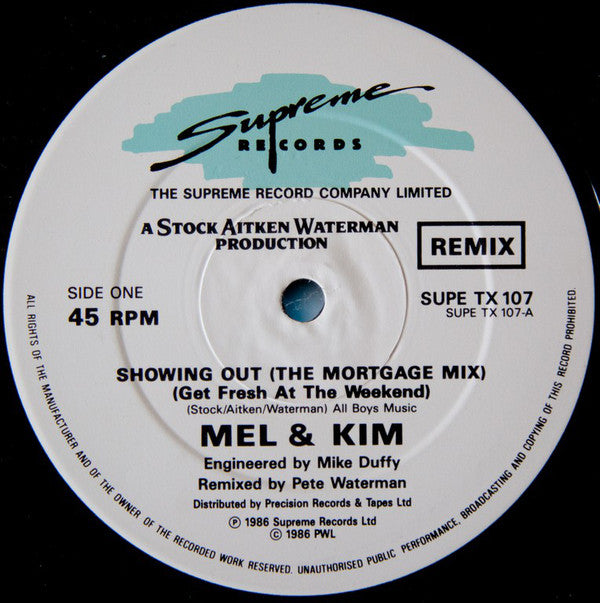 Supreme
RECORDS
THE SUPREME RECORD COMPANY LIMITED
A STOCK AITKEN WATERMAN
PRODUCTION
REMIX
SIDE ONE
45 RPM
SUPE TX 107
SUPE TX 107-A
SHOWING OUT (THE MORTGAGE MIX)
(Get Fresh At The Weekend)
(Stock/Aitken/Waterman) All Boys Music
MEL & KIM
Engineered by Mike Duffy
Remixed by Pete Waterman
Distributed by Precision Records & Tapes Ltd
℗ 1986 Supreme Records Ltd
© 1986 PWL
ALL RIGHTS OF THE MANUFACTURER AND OF THE OWNER OF THE RECORDED WORK RESERVED. UNAUTHORISED PUBLIC PERFORMANCE, BROADCASTING AND COPYING OF THIS RECORD PROHIBITED.